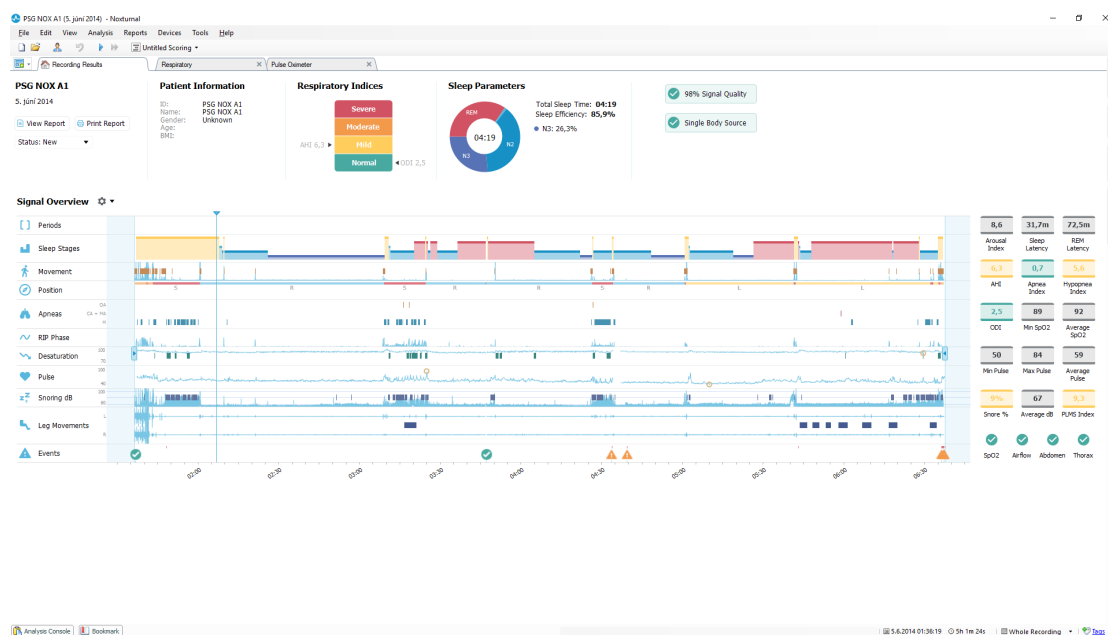 PSG NOX A1 (5. júní 2014) - Noxturnal
File Edit View Analysis Reports Devices Tools Help
Untitled Scoring
Recording Results Respiratory Pulse Oximeter
PSG NOX A1
5. júní 2014
View Report Print Report
Status: New
Patient Information
ID: PSG NOX A1
Name: PSG NOX A1
Gender: Unknown
Age:
BMI:
Respiratory Indices
Severe
Moderate
AHI 6,3 Mild
Normal ODI 2,5
Sleep Parameters
REM
04:19
N2
N3
Total Sleep Time: 04:19
Sleep Efficiency: 85,9%
N3: 26,3%
98% Signal Quality
Single Body Source
Signal Overview
Periods
Sleep Stages
Movement
Position
S R S R R S R L L
Apneas
OA
CA + MA
H
RIP Phase
Desaturation
100
70
Pulse
100
40
Snoring dB
100
Leg Movements
L
R
Events
02:00 02:30 03:00 03:30 04:00 04:30 05:00 05:30 06:00 06:30
8,6 31,7m 72,5m
Arousal Index Sleep Latency REM Latency
6,3 0,7 5,6
AHI Apnea Index Hypopnea Index
2,5 89 92
ODI Min SpO2 Average SpO2
50 84 59
Min Pulse Max Pulse Average Pulse
9% 67 9,3
Snore % Average dB PLMS Index
SpO2 Airflow Abdomen Thorax
Analysis Console Bookmark
5.6.2014 01:36:19 5h 1m 24s Whole Recording Tags